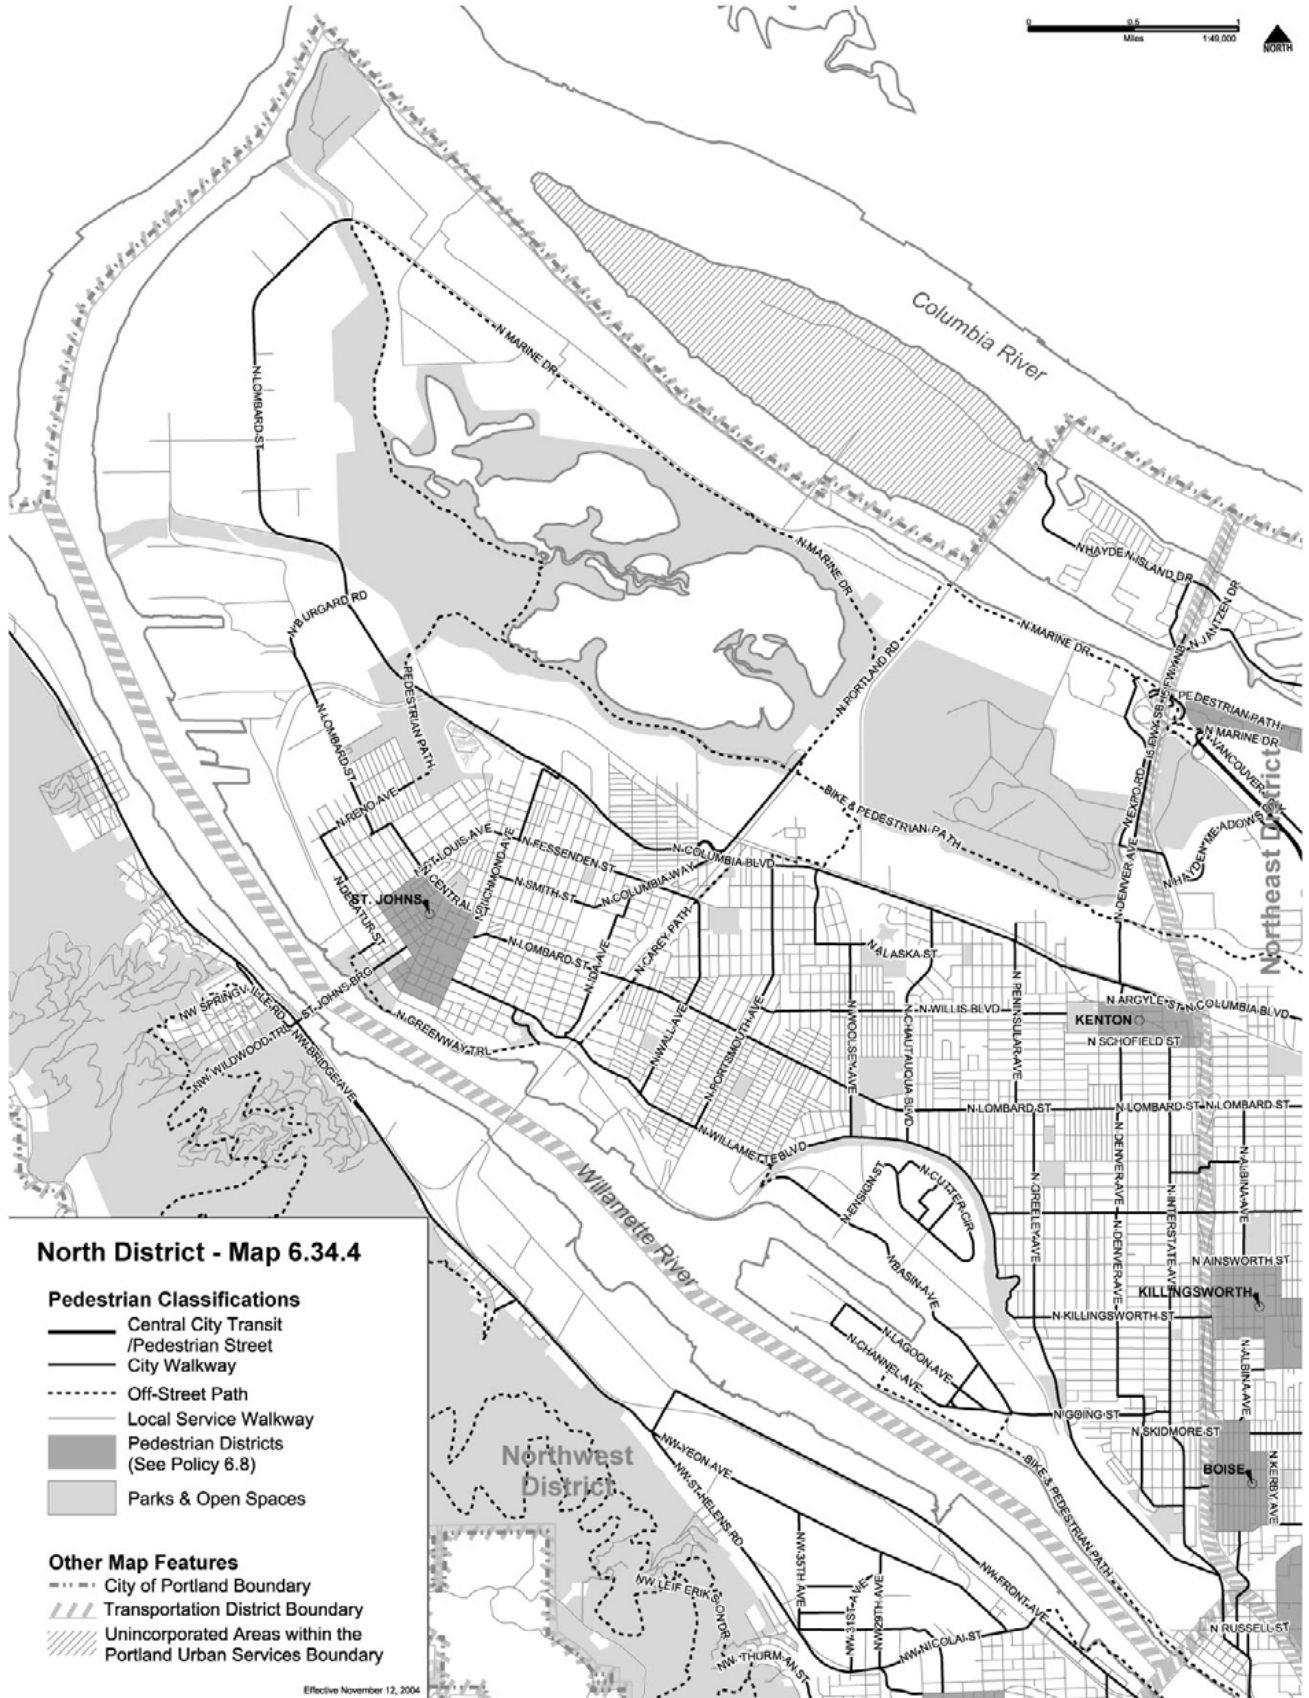 0 0.5 1
Miles 1:49,000
NORTH
Columbia River
N MARINE DR
N LOMBARD ST
N MARINE DR
N HAYDEN ISLAND DR
N JANTZEN DR
N BURGARD RD
N MARINE DR
N PORTLAND RD
PEDESTRIAN PATH
PEDESTRIAN PATH
N MARINE DR
N LOMBARD ST
N EXPO RD
N RENO AVE
BIKE & PEDESTRIAN PATH
Northeast District
N HAYDEN MEADOWS
N ST LOUIS AVE
N RICHMOND AVE
N FESSENDEN ST
N COLUMBIA BLVD
N COLUMBIA WAY
N DENVER AVE
N CENTRAL S
N SMITH ST
ST. JOHNS
N DECATUR ST
N LOMBARD ST
N IDA AVE
N CAREY PATH
N ALASKA ST
N PENINSULAR AVE
ST JOHNS BRG
NW SPRINGVILLE RD
N WILLIS BLVD
N ARGYLE ST
N COLUMBIA BLVD
KENTON
N GREENWAY TRL
N SCHOFIELD ST
NW WILDWOOD TRL
NW BRIDGE AVE
N WALL AVE
N PORTSMOUTH AVE
N WOOLSEY AVE
N CHAUTAUQUA BLVD
N LOMBARD ST
N LOMBARD ST
N LOMBARD ST
N WILLAMETTE BLVD
N DENVER AVE
N ALBINA AVE
Willamette River
N ENSIGN ST
N CUTTER CIR
N GREELEY AVE
N DENVER AVE
N INTERSTATE AVE
N BASIN AVE
N AINSWORTH ST
KILLINGSWORTH
N KILLINGSWORTH ST
N LAGOON AVE
N CHANNEL AVE
N ALBINA AVE
N GOING ST
N SKIDMORE ST
BOISE
N KERBY AVE
BIKE & PEDESTRIAN PATH
Northwest
District
NW YEON AVE
NW ST HELENS RD
NW 35TH AVE
NW 31ST AVE
NW 29TH AVE
NW FRONT AVE
NW LEIF ERIKSON DR
NW NICOLAI ST
NW THURMAN ST
N RUSSELL ST
North District - Map 6.34.4
Pedestrian Classifications
Central City Transit
/Pedestrian Street
City Walkway
Off-Street Path
Local Service Walkway
Pedestrian Districts
(See Policy 6.8)
Parks & Open Spaces
Other Map Features
City of Portland Boundary
Transportation District Boundary
Unincorporated Areas within the
Portland Urban Services Boundary
Effective November 12, 2004